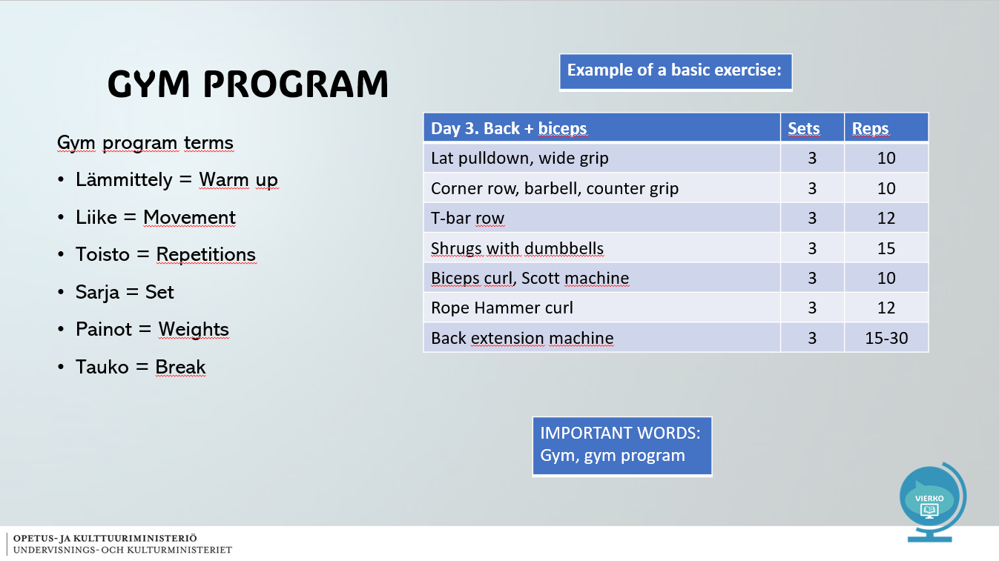 GYM PROGRAM
Gym program terms
• Lämmittely = Warm up
• Liike = Movement
• Toisto = Repetitions
• Sarja = Set
• Painot = Weights
• Tauko = Break
Example of a basic exercise:
Day 3. Back + biceps Sets Reps
Lat pulldown, wide grip 3 10
Corner row, barbell, counter grip 3 10
T-bar row 3 12
Shrugs with dumbbells 3 15
Biceps curl, Scott machine 3 10
Rope Hammer curl 3 12
Back extension machine 3 15-30
IMPORTANT WORDS:
Gym, gym program
VIERKO
OPETUS- JA KULTTUURIMINISTERIÖ
UNDERVISNINGS- OCH KULTURMINISTERIET